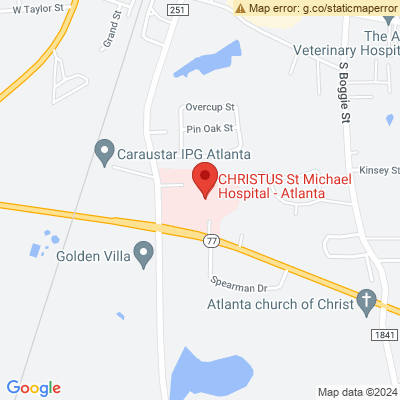 Map error: g.co/staticmaperror
W Taylor St
Grand St
251
The A
Veterinary Hospit
S Boggie St
Overcup St
Pin Oak St
Caraustar IPG Atlanta
CHRISTUS St Michael
Hospital - Atlanta
Kinsey St
77
Golden Villa
Spearman Dr
Atlanta church of Christ
1841
Google
Map data ©2024